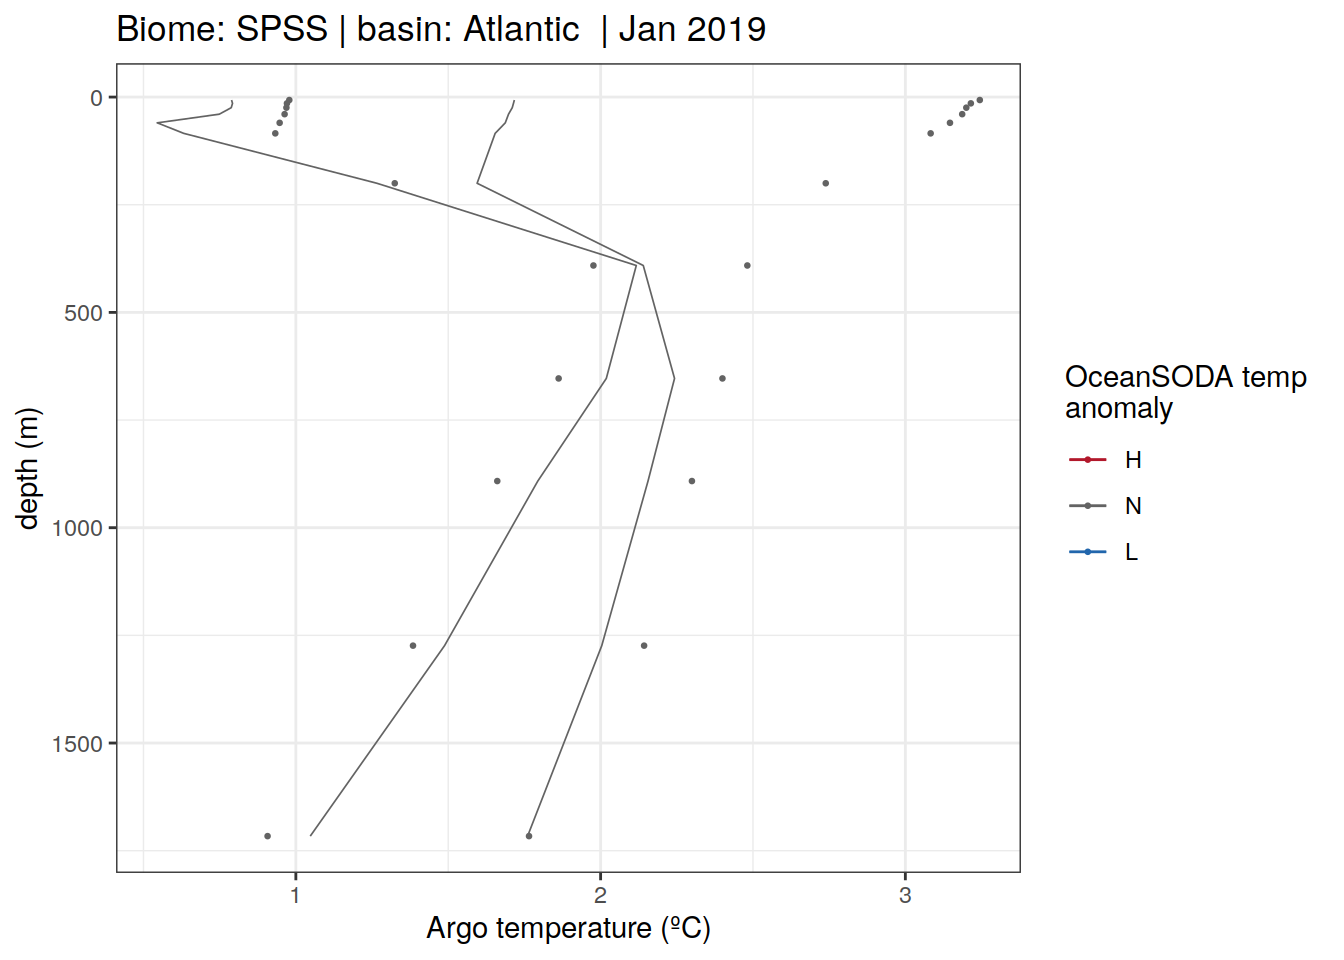 Biome: SPSS | basin: Atlantic  | Jan 2019
0
500
1000
1500
depth (m)
1
2
3
Argo temperature (ºC)
OceanSODA temp
anomaly
H
N
L